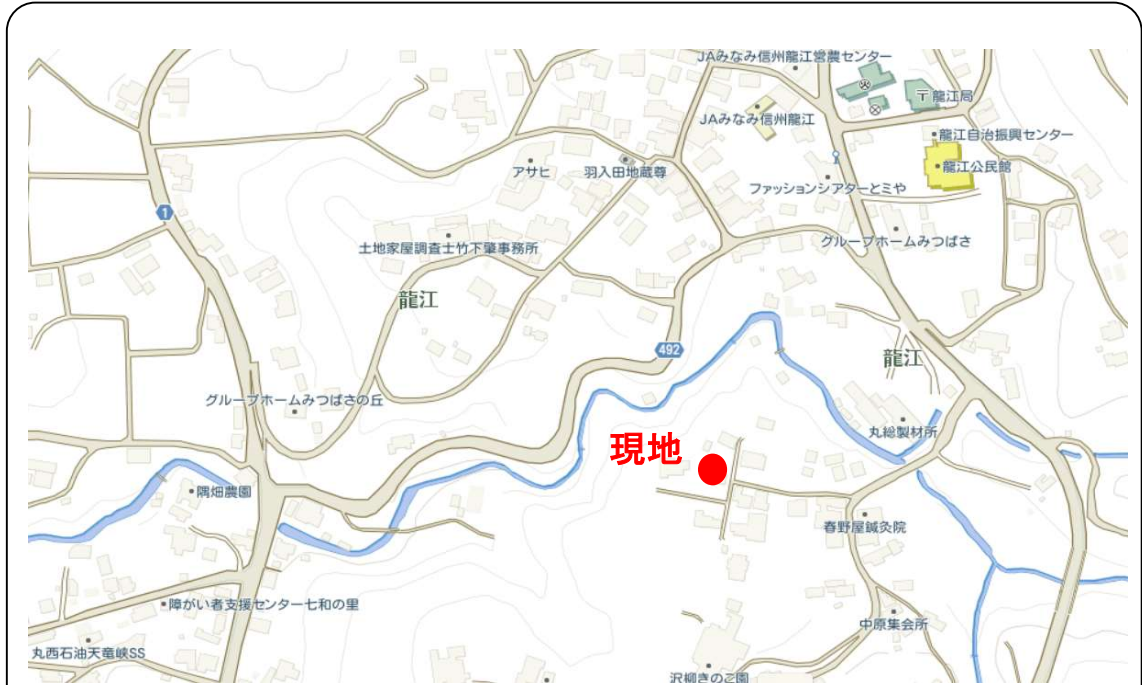 JAみなみ信州龍江営農センター
龍江局
JAみなみ信州龍江
龍江自治振興センター
龍江公民館
アサヒ
羽入田地蔵尊
ファッションシアターとミや
1
土地家屋調査士竹下肇事務所
グループホームみつばさ
龍江
492
龍江
グループホームみつばさの丘
丸総製材所
現地
隅畑農園
春野屋鍼灸院
障がい者支援センター七和の里
中原集会所
丸西石油天竜峡SS
沢柳きのこ園